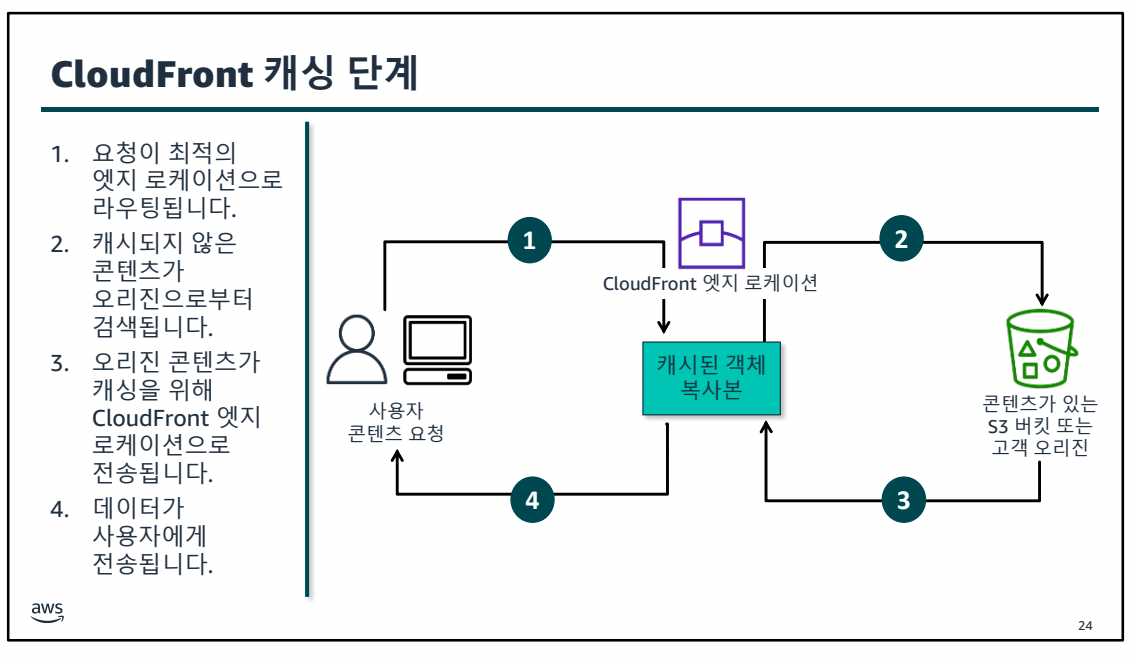 CloudFront 캐싱 단계
1. 요청이 최적의
엣지 로케이션으로
라우팅됩니다.
2. 캐시되지 않은
콘텐츠가
오리진으로부터
검색됩니다.
3. 오리진 콘텐츠가
캐싱을 위해
CloudFront 엣지
로케이션으로
전송됩니다.
4. 데이터가
사용자에게
전송됩니다.
1
2
CloudFront 엣지 로케이션
캐시된 객체
복사본
사용자
콘텐츠 요청
콘텐츠가 있는
S3 버킷 또는
고객 오리진
4
3
aws
24